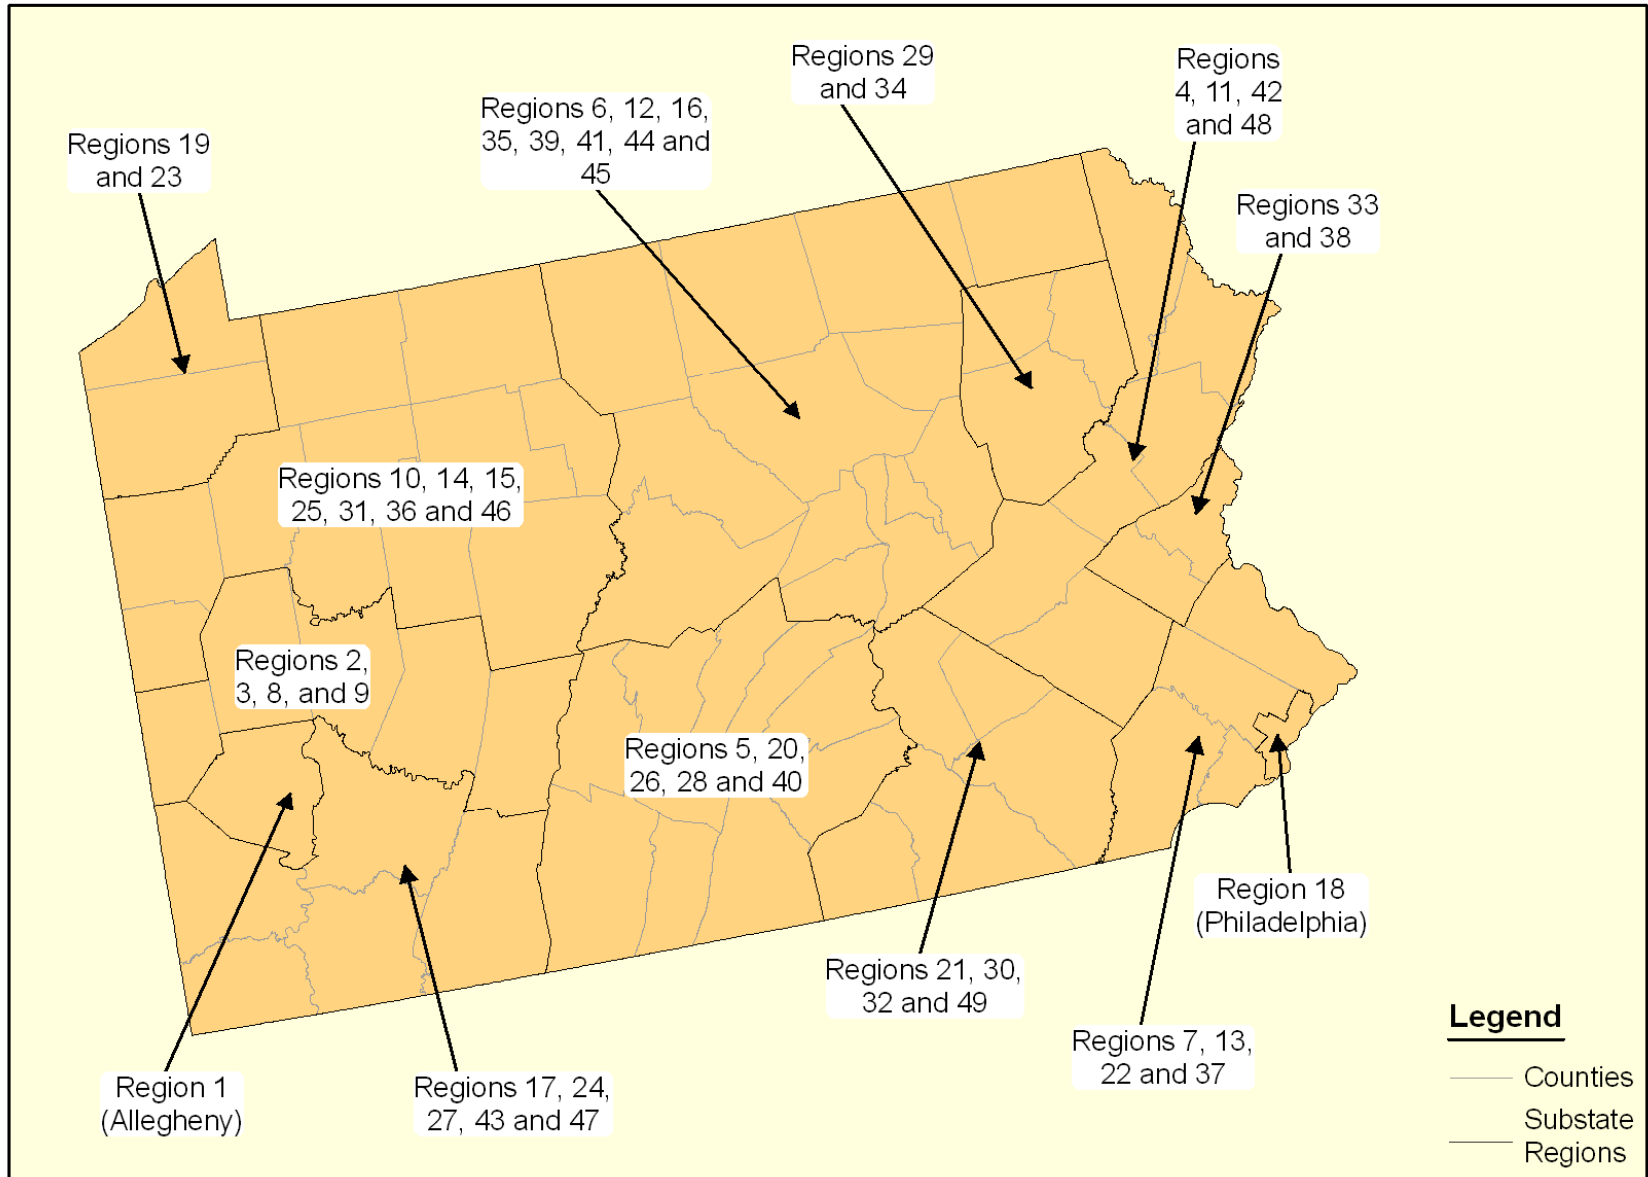 Regions 29
and 34
Regions
4, 11, 42
and 48
Regions 6, 12, 16,
35, 39, 41, 44 and
45
Regions 19
and 23
Regions 33
and 38
Regions 10, 14, 15,
25, 31, 36 and 46
Regions 2,
3, 8, and 9
Regions 5, 20,
26, 28 and 40
Region 18
(Philadelphia)
Regions 21, 30,
32 and 49
Regions 7, 13,
22 and 37
Region 1
(Allegheny)
Regions 17, 24,
27, 43 and 47
Legend
Counties
Substate
Regions